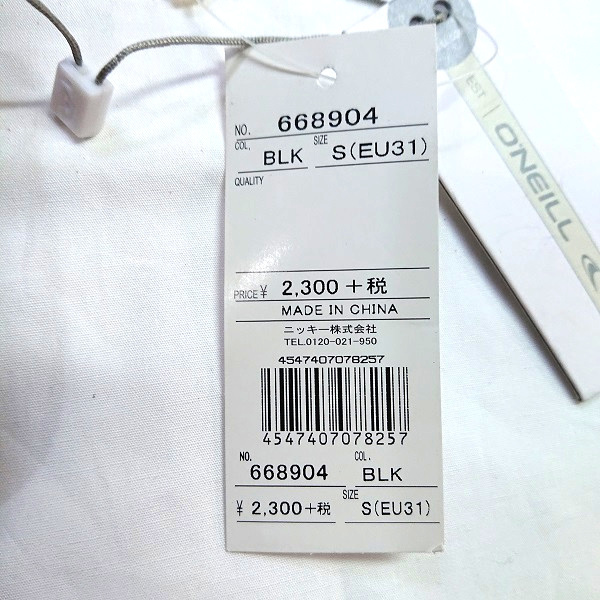 NO. 668904
COL. BLK SIZE S(EU31)
QUALITY
PRICE ¥ 2,300+税
MADE IN CHINA
ニッキー株式会社
TEL.0120-021-950
4547407078257
4547407078257
NO. 668904 COL. BLK
¥ 2,300+税 SIZE S(EU31)
EST O'NEILL